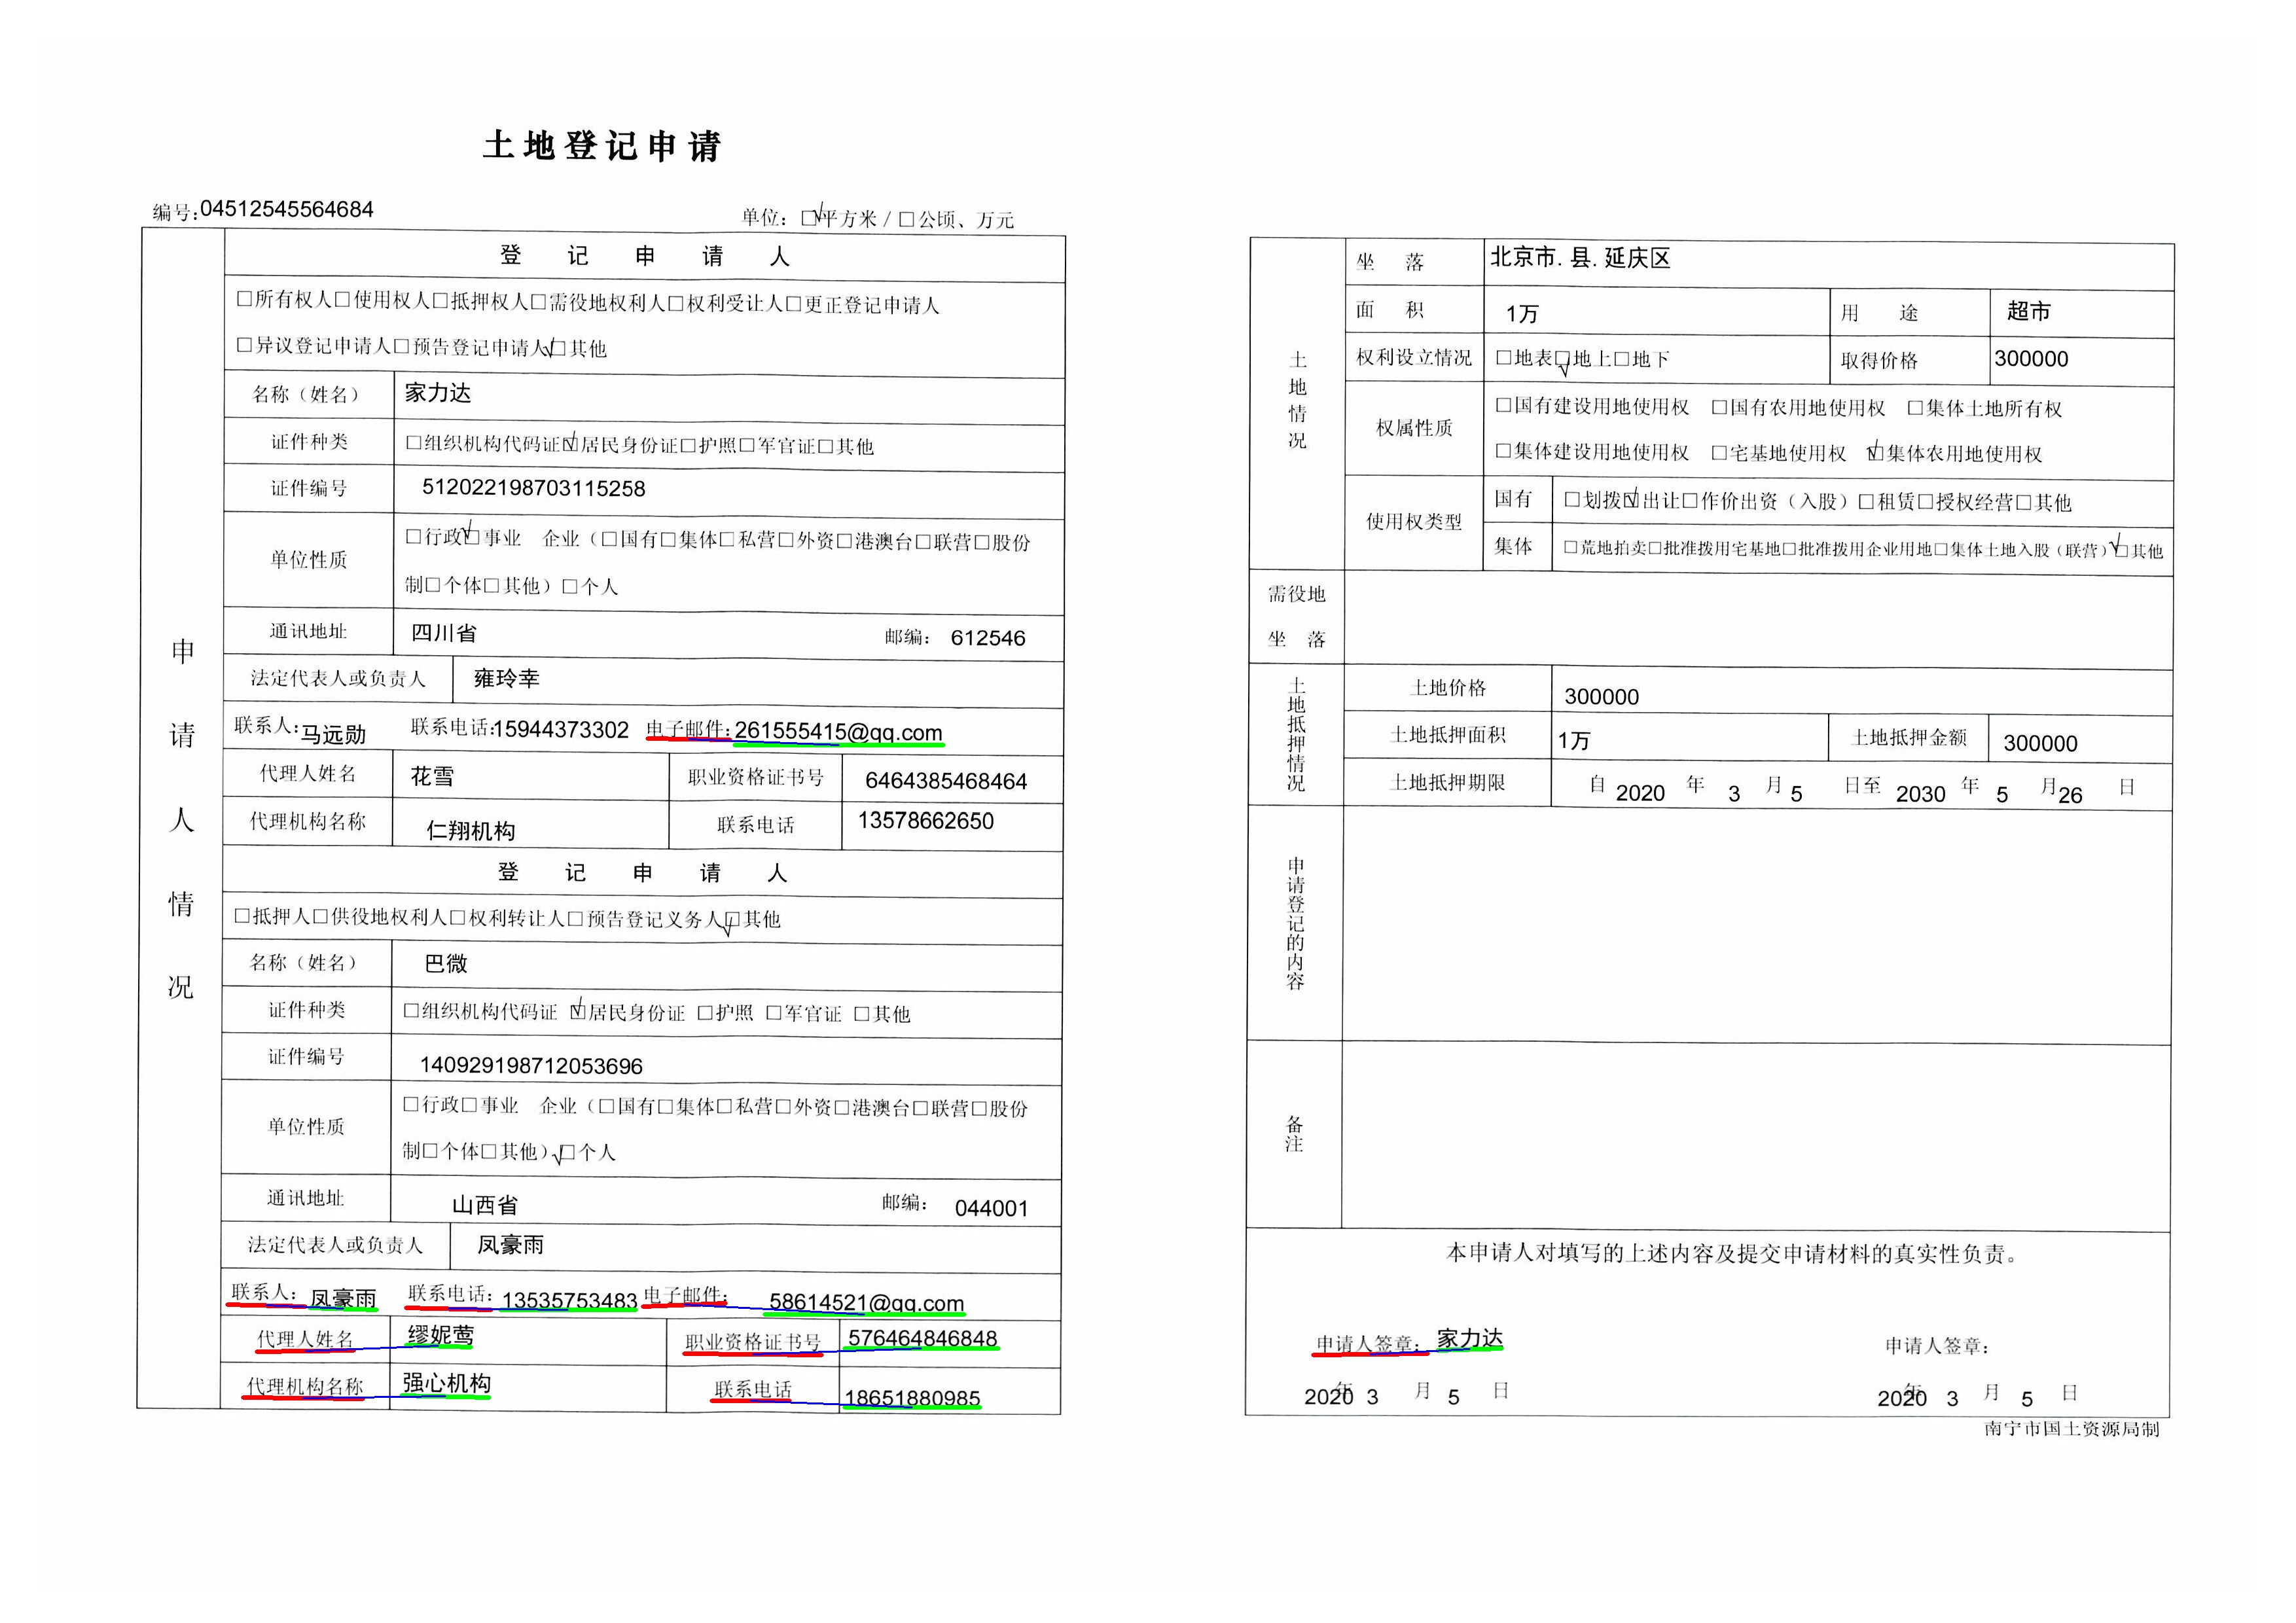 土地登记申请
编号:04512545564684 单位：□√平方米/□公顷、万元
申请人情况
登记申请人
□所有权人□使用权人□抵押权人□需役地权利人□权利受让人□更正登记申请人
□异议登记申请人□预告登记申请人√□其他
名称（姓名） 家力达
证件种类 □组织机构代码证☑居民身份证□护照□军官证□其他
证件编号 512022198703115258
单位性质 □行政☑事业 企业（□国有□集体□私营□外资□港澳台□联营□股份
制□个体□其他）□个人
通讯地址 四川省 邮编： 612546
法定代表人或负责人 雍玲幸
联系人:马远勋 联系电话:15944373302 电子邮件:261555415@qq.com
代理人姓名 花雪 职业资格证书号 6464385468464
代理机构名称 仁翔机构 联系电话 13578662650
登记申请人
□抵押人□供役地权利人□权利转让人□预告登记义务人☑其他
名称（姓名） 巴微
证件种类 □组织机构代码证 ☑居民身份证 □护照 □军官证 □其他
证件编号 140929198712053696
单位性质 □行政□事业 企业（□国有□集体□私营□外资□港澳台□联营□股份
制□个体□其他）√□个人
通讯地址 山西省 邮编： 044001
法定代表人或负责人 凤豪雨
联系人：凤豪雨 联系电话：13535753483 电子邮件：58614521@qq.com
代理人姓名 缪妮莺 职业资格证书号 576464846848
代理机构名称 强心机构 联系电话 18651880985
土地情况
坐落 北京市.县.延庆区
面积 1万 用途 超市
权利设立情况 □地表☑地上□地下 取得价格 300000
权属性质 □国有建设用地使用权 □国有农用地使用权 □集体土地所有权
□集体建设用地使用权 □宅基地使用权 ☑集体农用地使用权
使用权类型 国有 □划拨☑出让□作价出资（入股）□租赁□授权经营□其他
集体 □荒地拍卖□批准拨用宅基地□批准拨用企业用地□集体土地入股（联营）☑其他
需役地
坐落
土地抵押情况
土地价格 300000
土地抵押面积 1万 土地抵押金额 300000
土地抵押期限 自 2020 年 3 月 5 日至 2030 年 5 月 26 日
申请登记的内容
备注
本申请人对填写的上述内容及提交申请材料的真实性负责。
申请人签章：家力达 申请人签章：
2020年 3 月 5 日 2020年 3 月 5 日
南宁市国土资源局制